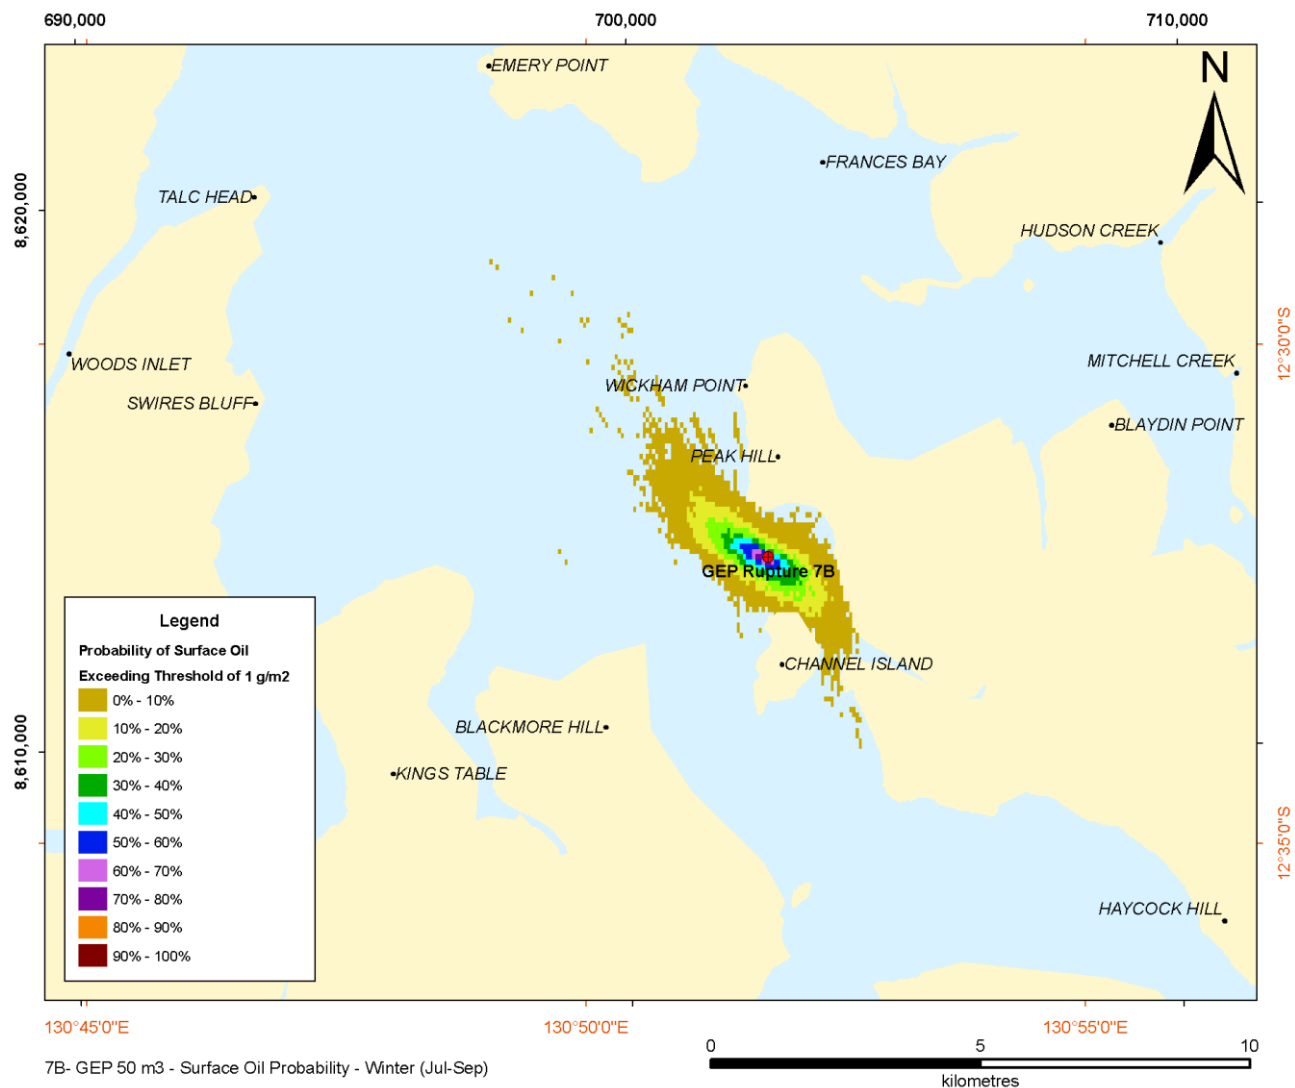 690,000
700,000
710,000
N
EMERY POINT
FRANCES BAY
TALC HEAD
8,620,000
HUDSON CREEK
12°30'0"S
WOODS INLET
WICKHAM POINT
MITCHELL CREEK
SWIRES BLUFF
BLAYDIN POINT
PEAK HILL
GEP Rupture 7B
CHANNEL ISLAND
BLACKMORE HILL
8,610,000
KINGS TABLE
12°35'0"S
HAYCOCK HILL
Legend
Probability of Surface Oil
Exceeding Threshold of 1 g/m2
0% - 10%
10% - 20%
20% - 30%
30% - 40%
40% - 50%
50% - 60%
60% - 70%
70% - 80%
80% - 90%
90% - 100%
130°45'0"E
130°50'0"E
130°55'0"E
0
5
10
kilometres
7B- GEP 50 m3 - Surface Oil Probability - Winter (Jul-Sep)